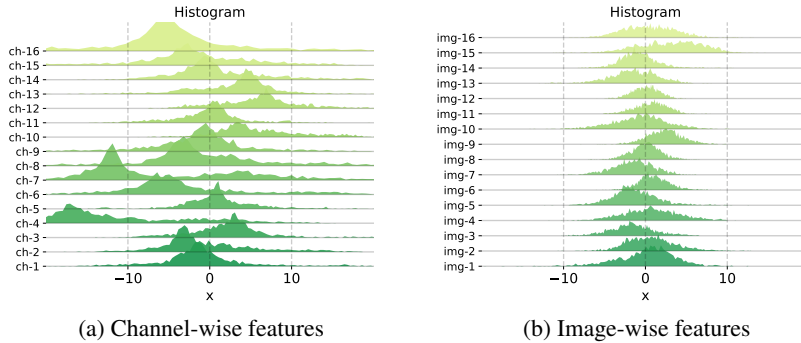 Histogram
ch-16
ch-15
ch-14
ch-13
ch-12
ch-11
ch-10
ch-9
ch-8
ch-7
ch-6
ch-5
ch-4
ch-3
ch-2
ch-1
−10 0 10
x
(a) Channel-wise features
Histogram
img-16
img-15
img-14
img-13
img-12
img-11
img-10
img-9
img-8
img-7
img-6
img-5
img-4
img-3
img-2
img-1
−10 0 10
x
(b) Image-wise features